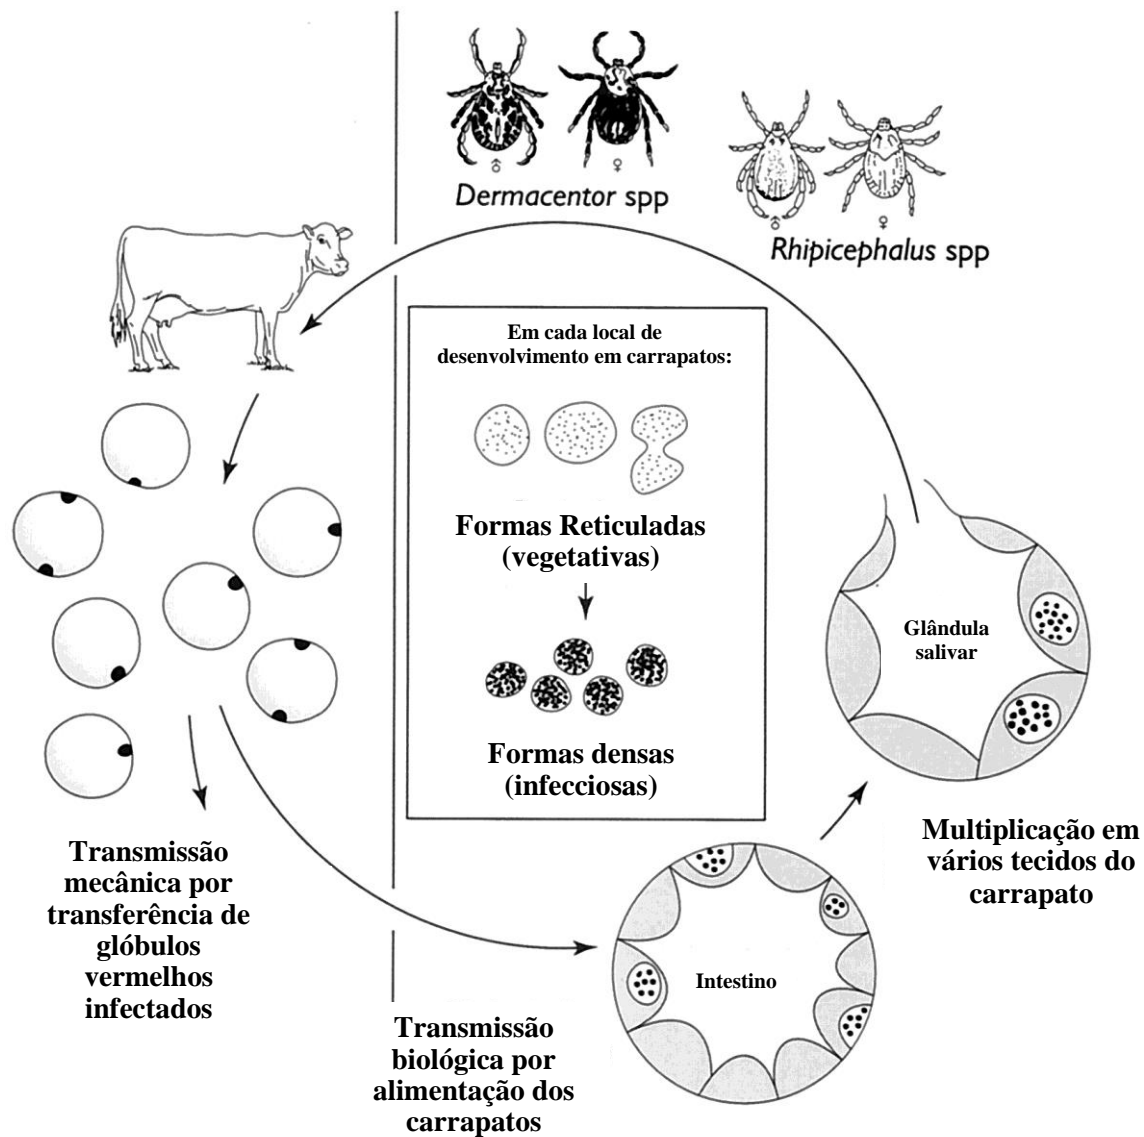 ♂
♀
Dermacentor spp
♂
♀
Rhipicephalus spp
Em cada local de
desenvolvimento em carrapatos:
Formas Reticuladas
(vegetativas)
Formas densas
(infecciosas)
Glândula
salivar
Multiplicação em
vários tecidos do
carrapato
Transmissão
mecânica por
transferência de
glóbulos
vermelhos
infectados
Intestino
Transmissão
biológica por
alimentação dos
carrapatos